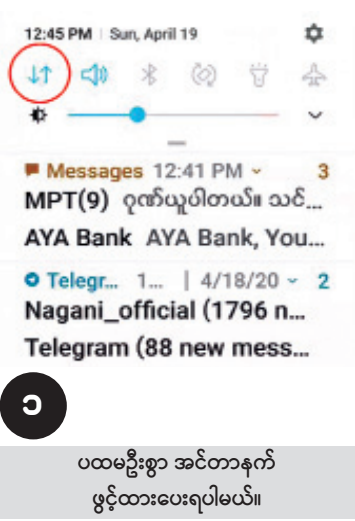 12:45 PM | Sun, April 19
Messages 12:41 PM 3
MPT(9) ဂုဏ်ယူပါတယ်။ သင်...
AYA Bank AYA Bank, You...
Telegr... 1... | 4/18/20 2
Nagani_official (1796 n...
Telegram (88 new mess...
၁
ပထမဦးစွာ အင်တာနက်
ဖွင့်ထားပေးရပါမယ်။